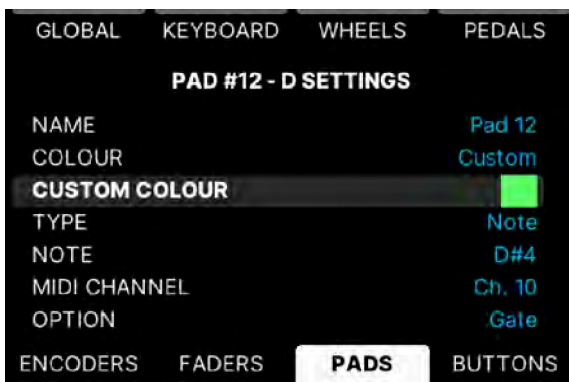 GLOBAL KEYBOARD WHEELS PEDALS
PAD #12 - D SETTINGS
NAME Pad 12
COLOUR Custom
CUSTOM COLOUR
TYPE Note
NOTE D#4
MIDI CHANNEL Ch. 10
OPTION Gate
ENCODERS FADERS PADS BUTTONS